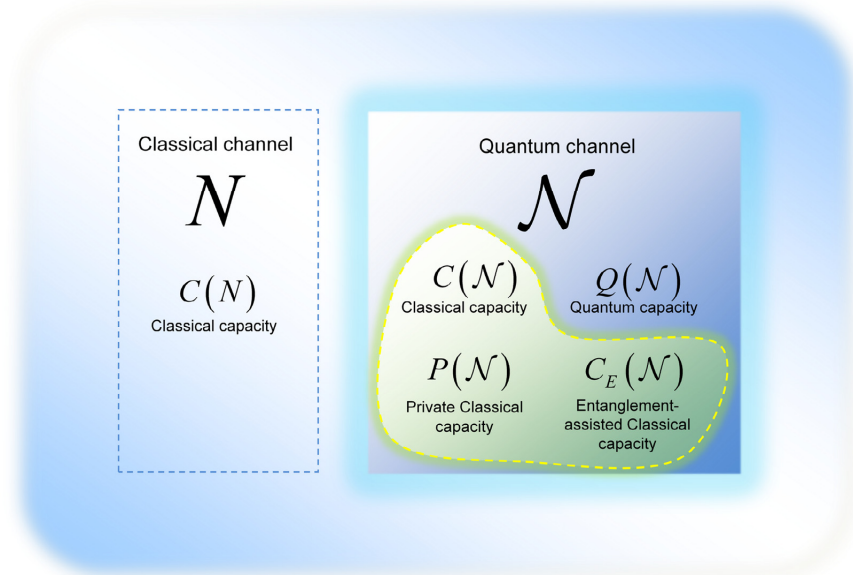 Classical channel
N
C(N)
Classical capacity
Quantum channel
𝒩
C(𝒩)
Classical capacity
Q(𝒩)
Quantum capacity
P(𝒩)
Private Classical
capacity
C_E(𝒩)
Entanglement-
assisted Classical
capacity